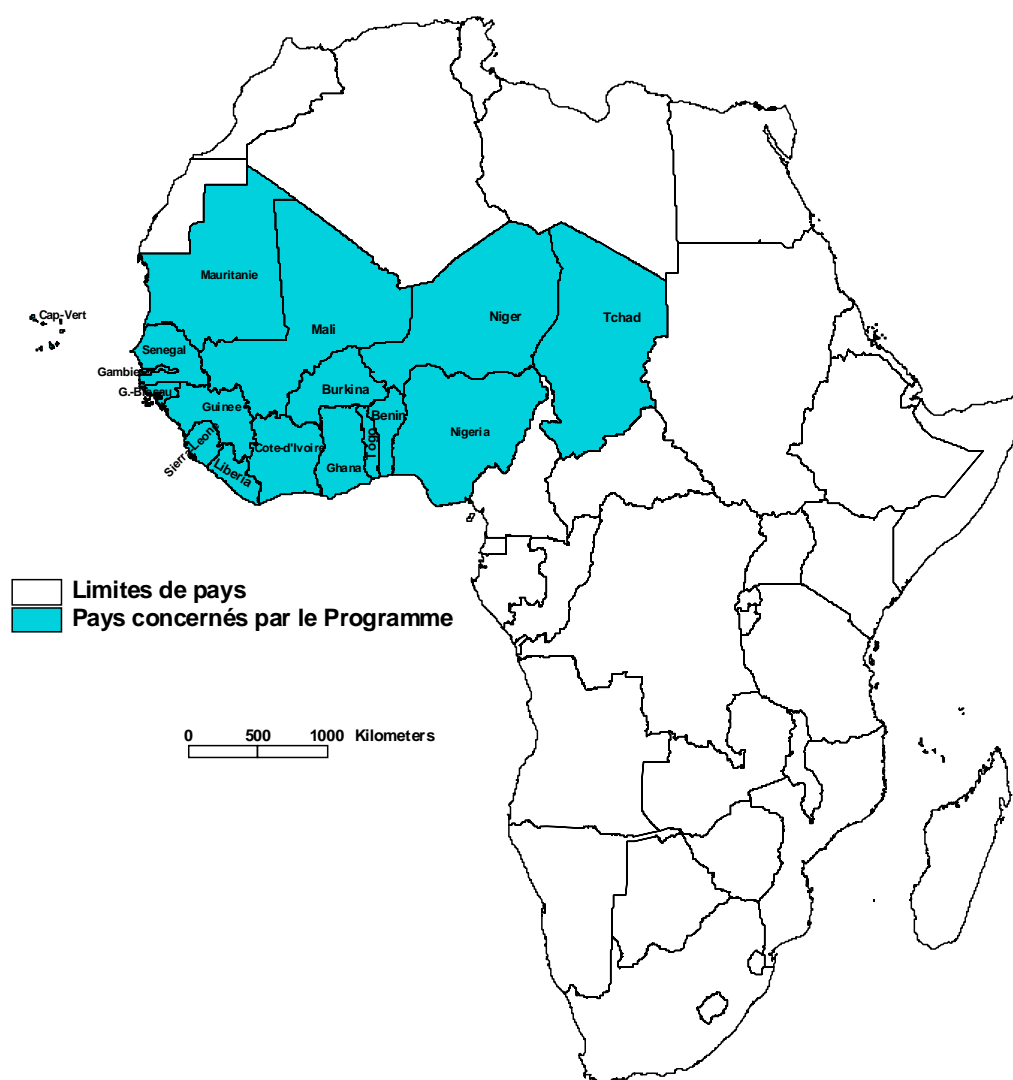 Mauritanie
Cap-Vert
Niger
Tchad
Mali
Senegal
Gambie
G.-Bissau
Burkina
Guinee
Benin
Togo
Nigeria
Sierra Leone
Cote-d'Ivoire
Ghana
Liberia
Limites de pays
Pays concernés par le Programme
0 500 1000 Kilometers